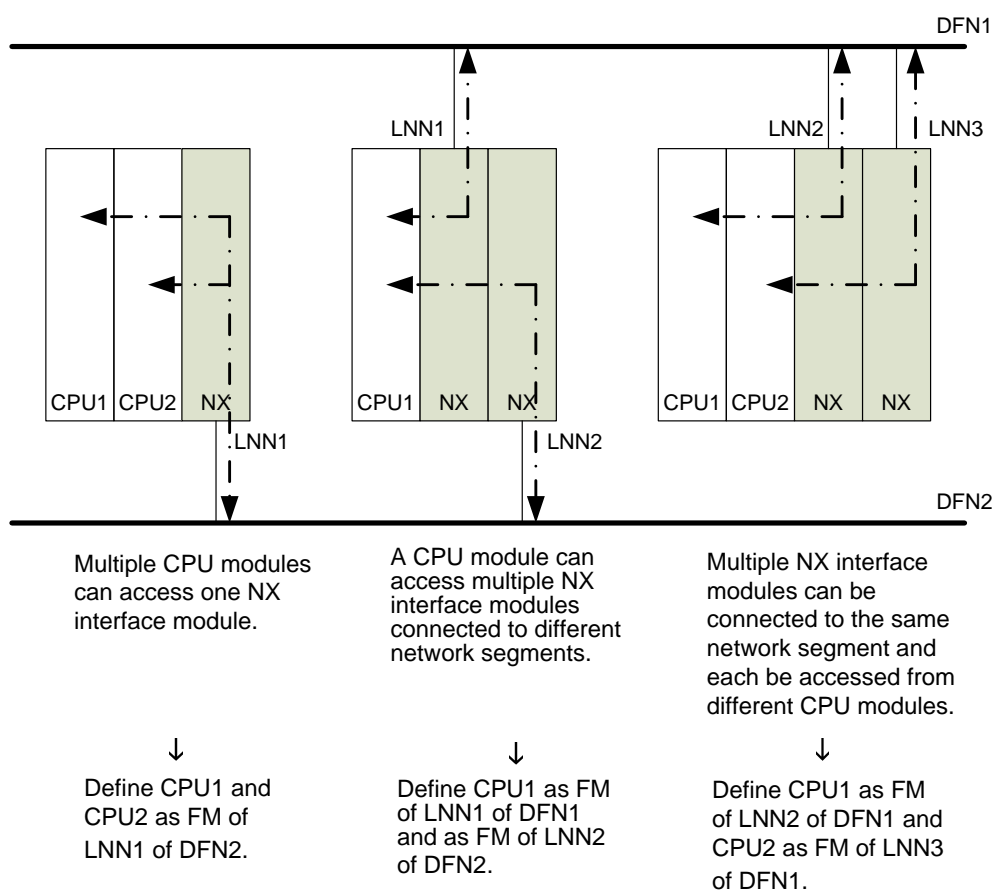 DFN1
LNN1
LNN2
LNN3
CPU1 CPU2 NX
CPU1 NX NX
CPU1 CPU2 NX NX
LNN1
LNN2
DFN2
Multiple CPU modules
can access one NX
interface module.
A CPU module can
access multiple NX
interface modules
connected to different
network segments.
Multiple NX interface
modules can be
connected to the same
network segment and
each be accessed from
different CPU modules.
↓
↓
↓
Define CPU1 and
CPU2 as FM of
LNN1 of DFN2.
Define CPU1 as FM
of LNN1 of DFN1
and as FM of LNN2
of DFN2.
Define CPU1 as FM
of LNN2 of DFN1 and
CPU2 as FM of LNN3
of DFN1.